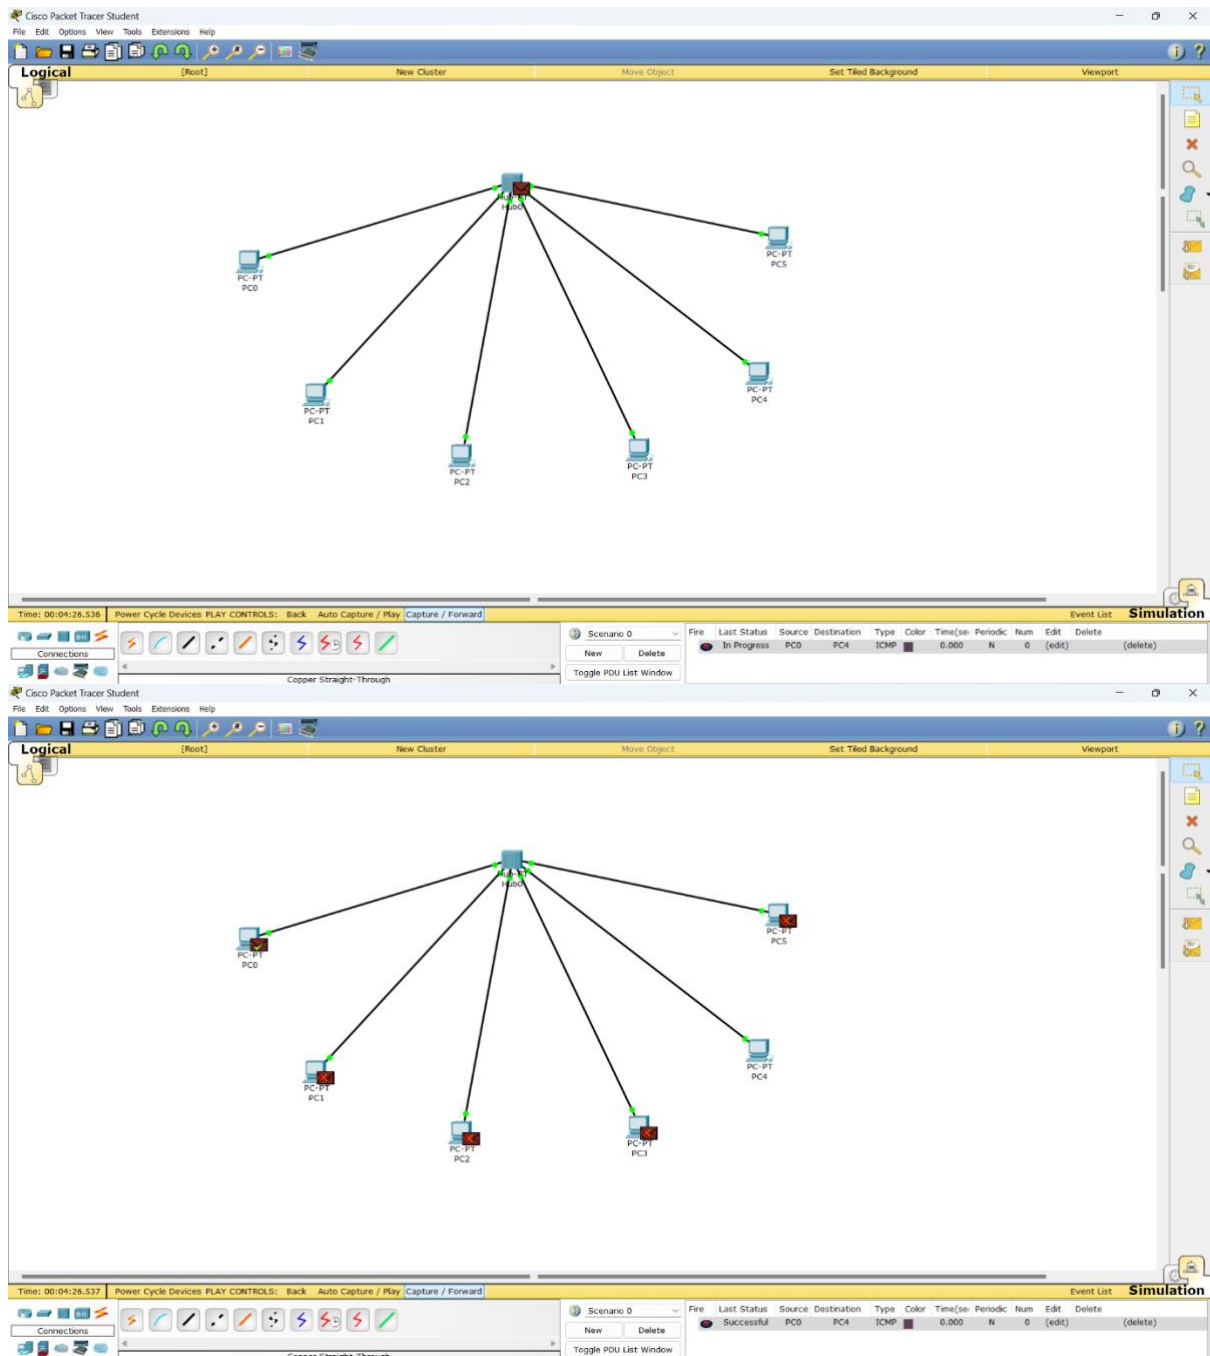 Cisco Packet Tracer Student
File Edit Options View Tools Extensions Help
Logical [Root] New Cluster Move Object Set Tiled Background Viewport
Hub0
PC-PT
PC5
PC-PT
PC0
PC-PT
PC4
PC-PT
PC1
PC-PT
PC3
PC-PT
PC2
Time: 00:04:26.536 Power Cycle Devices PLAY CONTROLS: Back Auto Capture / Play Capture / Forward Event List Simulation
Scenario 0 Fire Last Status Source Destination Type Color Time(se Periodic Num Edit Delete
In Progress PC0 PC4 ICMP 0.000 N 0 (edit) (delete)
Connections New Delete
Toggle PDU List Window
Copper Straight-Through
Cisco Packet Tracer Student
File Edit Options View Tools Extensions Help
Logical [Root] New Cluster Move Object Set Tiled Background Viewport
Hub0
PC-PT
PC5
PC-PT
PC0
PC-PT
PC4
PC-PT
PC1
PC-PT
PC3
PC-PT
PC2
Time: 00:04:26.537 Power Cycle Devices PLAY CONTROLS: Back Auto Capture / Play Capture / Forward Event List Simulation
Scenario 0 Fire Last Status Source Destination Type Color Time(se Periodic Num Edit Delete
Successful PC0 PC4 ICMP 0.000 N 0 (edit) (delete)
Connections New Delete
Toggle PDU List Window